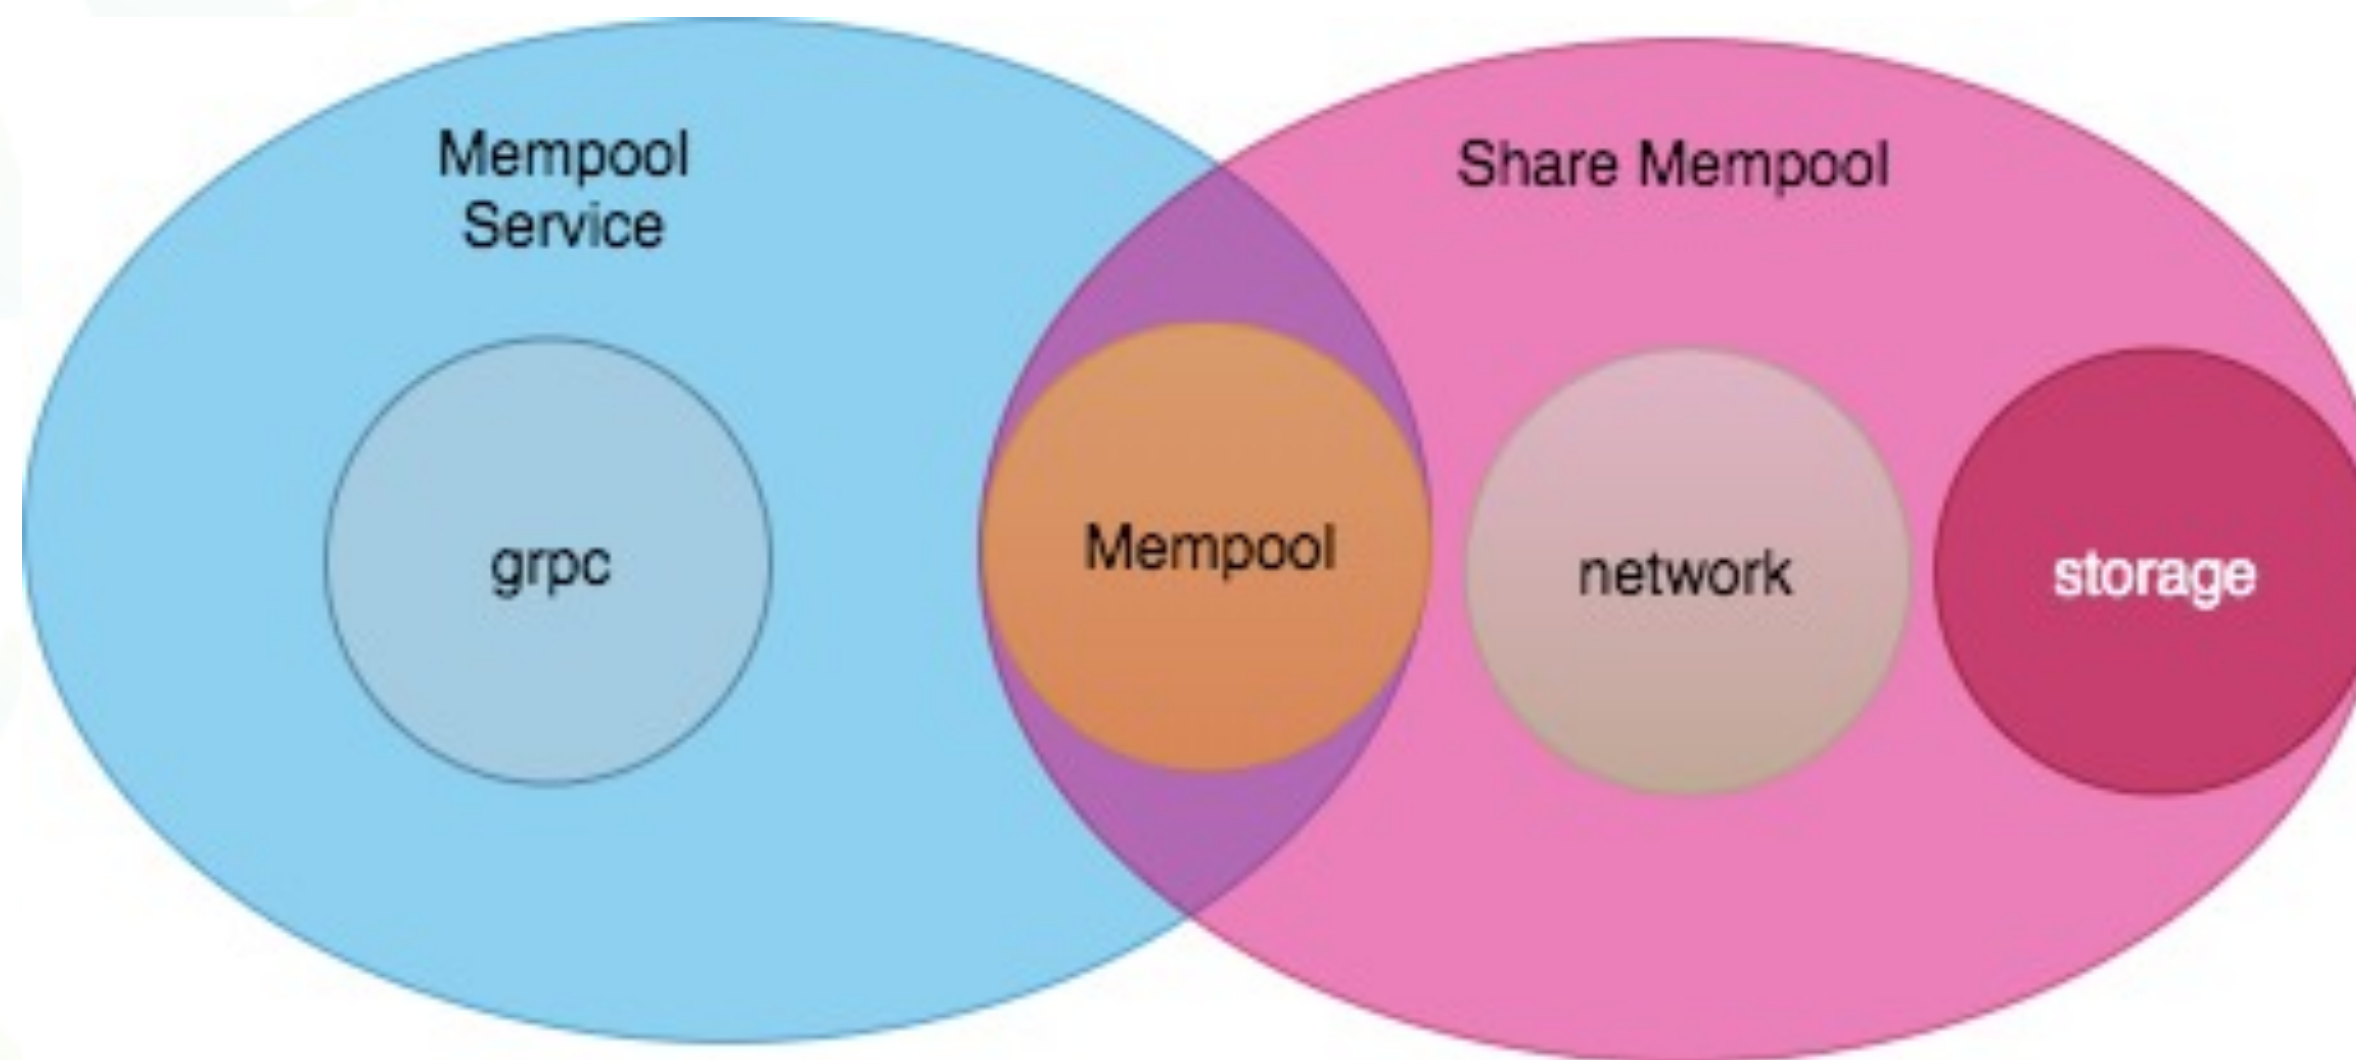 Mempool
Service
Share Mempool
grpc
Mempool
network
storage